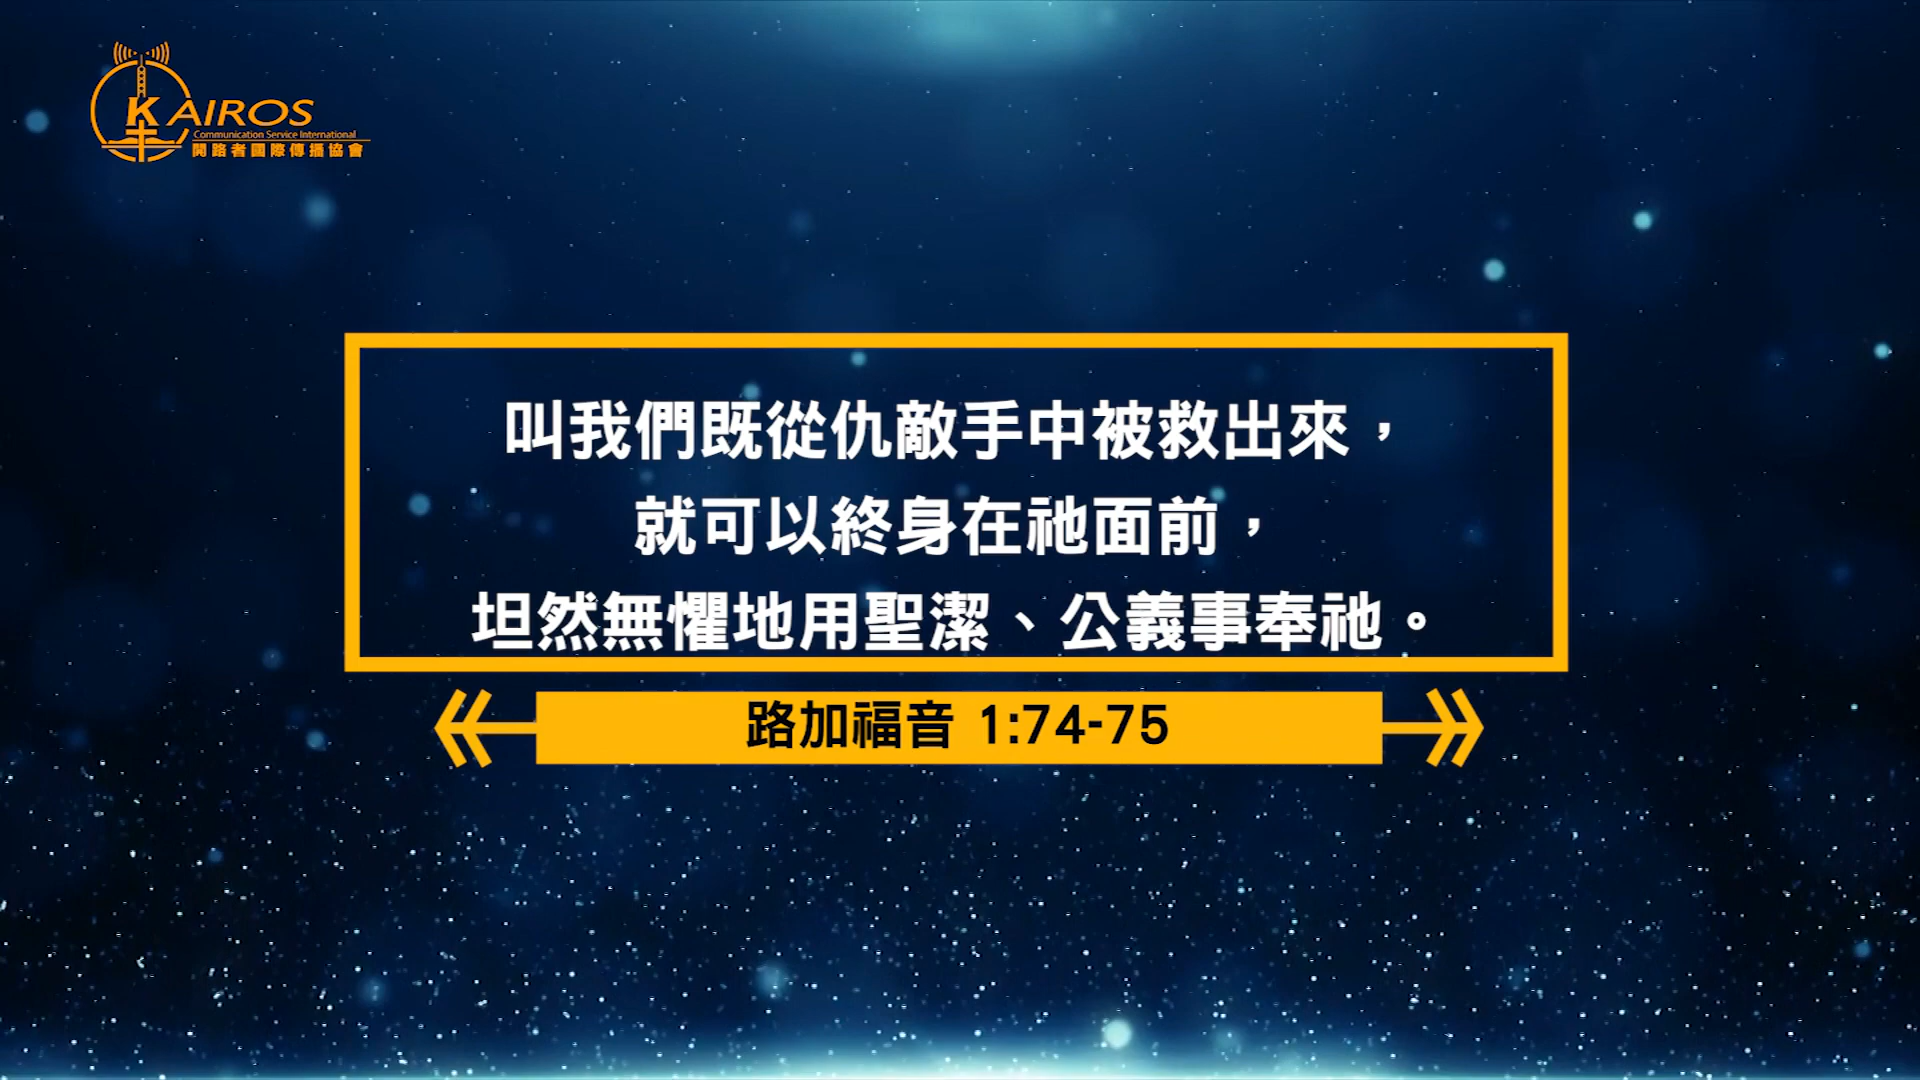 KAIROS
Communication Service International
開路者國際傳播協會
叫我們既從仇敵手中被救出來，
就可以終身在祂面前，
坦然無懼地用聖潔、公義事奉祂。
路加福音 1:74-75